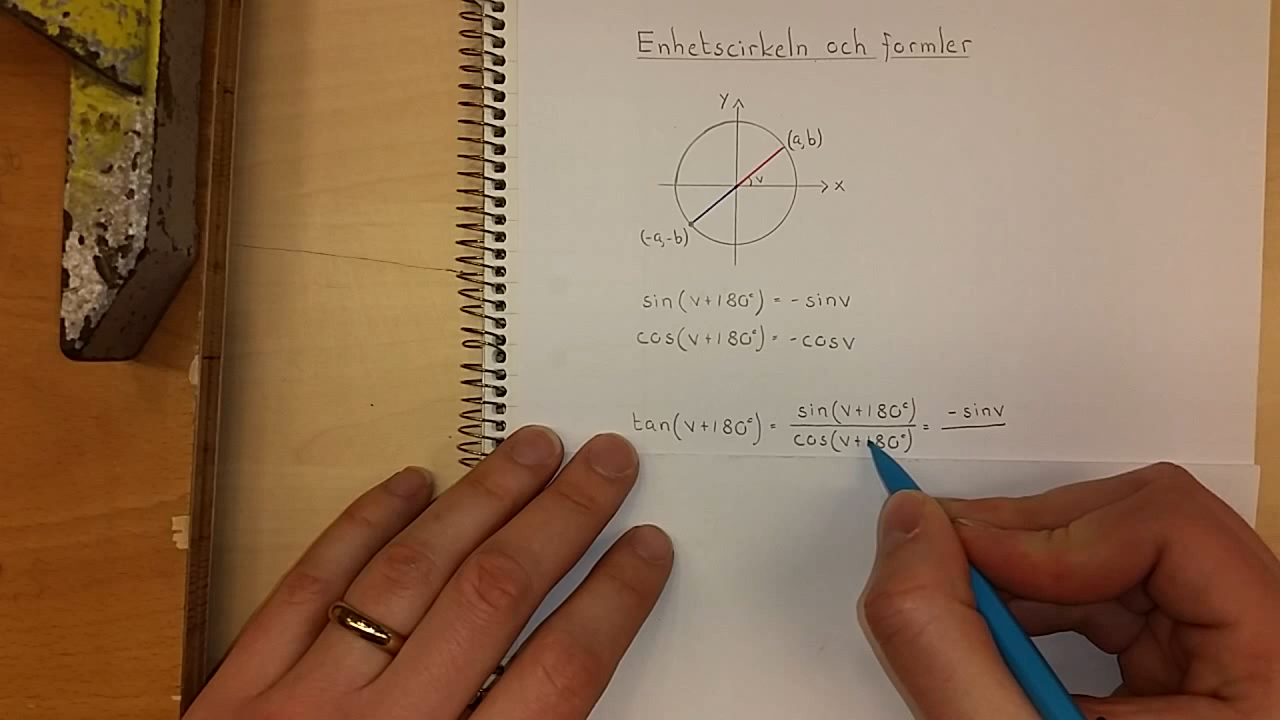 Enhetscirkeln och formler
y
(a,b)
v
x
(-a,-b)
sin(v+180°) = -sinv
cos(v+180°) = -cosv
tan(v+180°) = sin(v+180°) / cos(v+180°) = -sinv